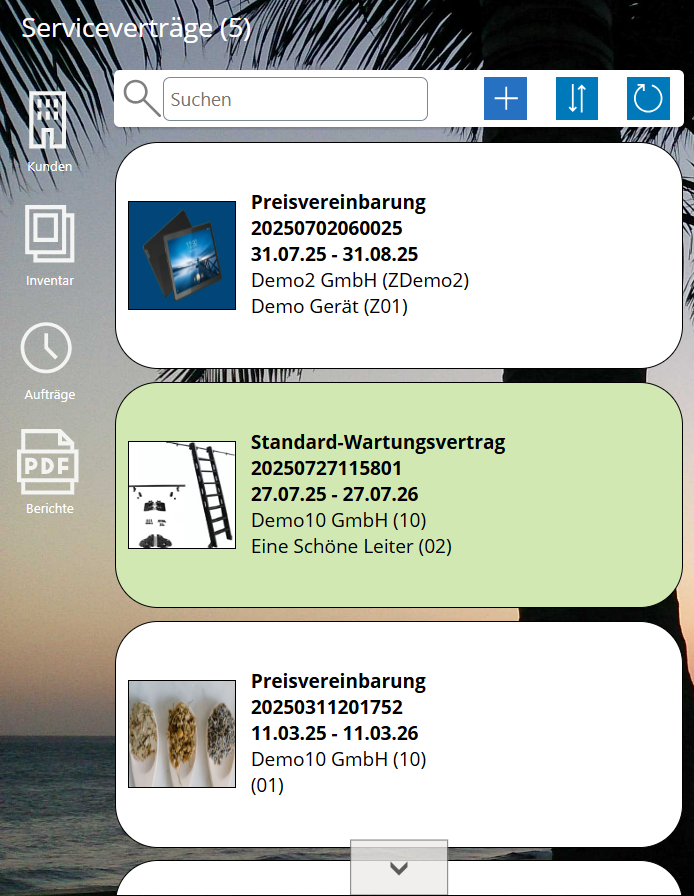 Serviceverträge (5)
Suchen
Kunden
Inventar
Aufträge
PDF
Berichte
Preisvereinbarung
20250702060025
31.07.25 - 31.08.25
Demo2 GmbH (ZDemo2)
Demo Gerät (Z01)
Standard-Wartungsvertrag
20250727115801
27.07.25 - 27.07.26
Demo10 GmbH (10)
Eine Schöne Leiter (02)
Preisvereinbarung
20250311201752
11.03.25 - 11.03.26
Demo10 GmbH (10)
(01)